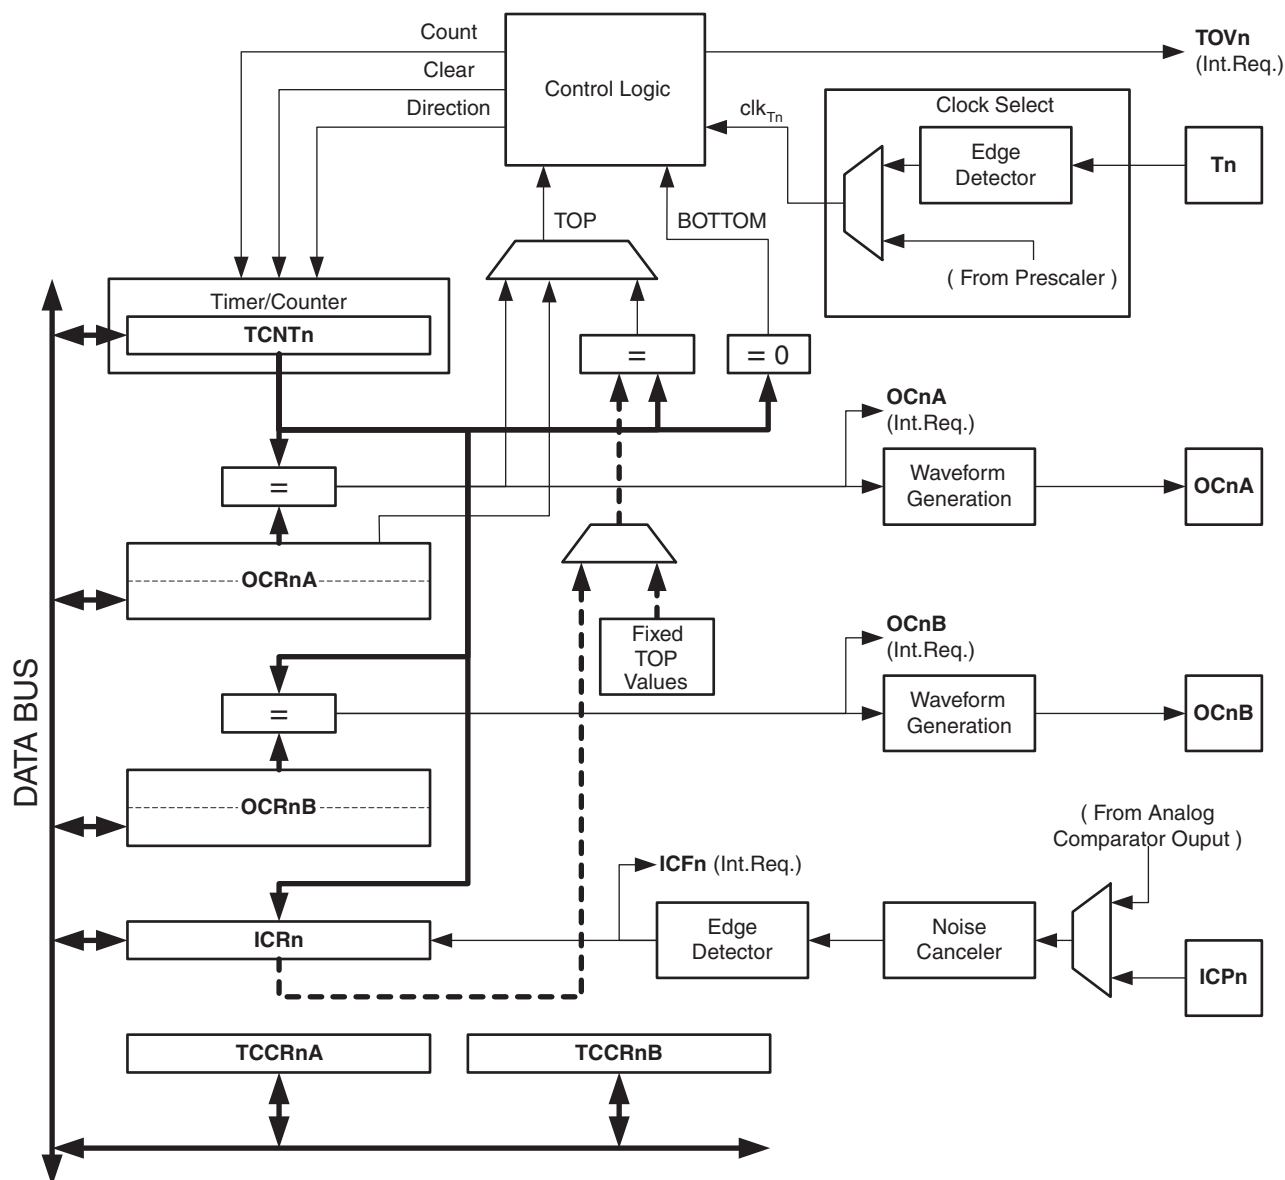 Count
Clear
Direction
Control Logic
TOVn
(Int.Req.)
clkTn
Clock Select
Edge
Detector
Tn
( From Prescaler )
TOP
BOTTOM
Timer/Counter
TCNTn
=
= 0
OCnA
(Int.Req.)
=
Waveform
Generation
OCnA
OCRnA
Fixed
TOP
Values
OCnB
(Int.Req.)
=
Waveform
Generation
OCnB
DATA BUS
OCRnB
( From Analog
Comparator Ouput )
ICFn (Int.Req.)
ICRn
Edge
Detector
Noise
Canceler
ICPn
TCCRnA
TCCRnB